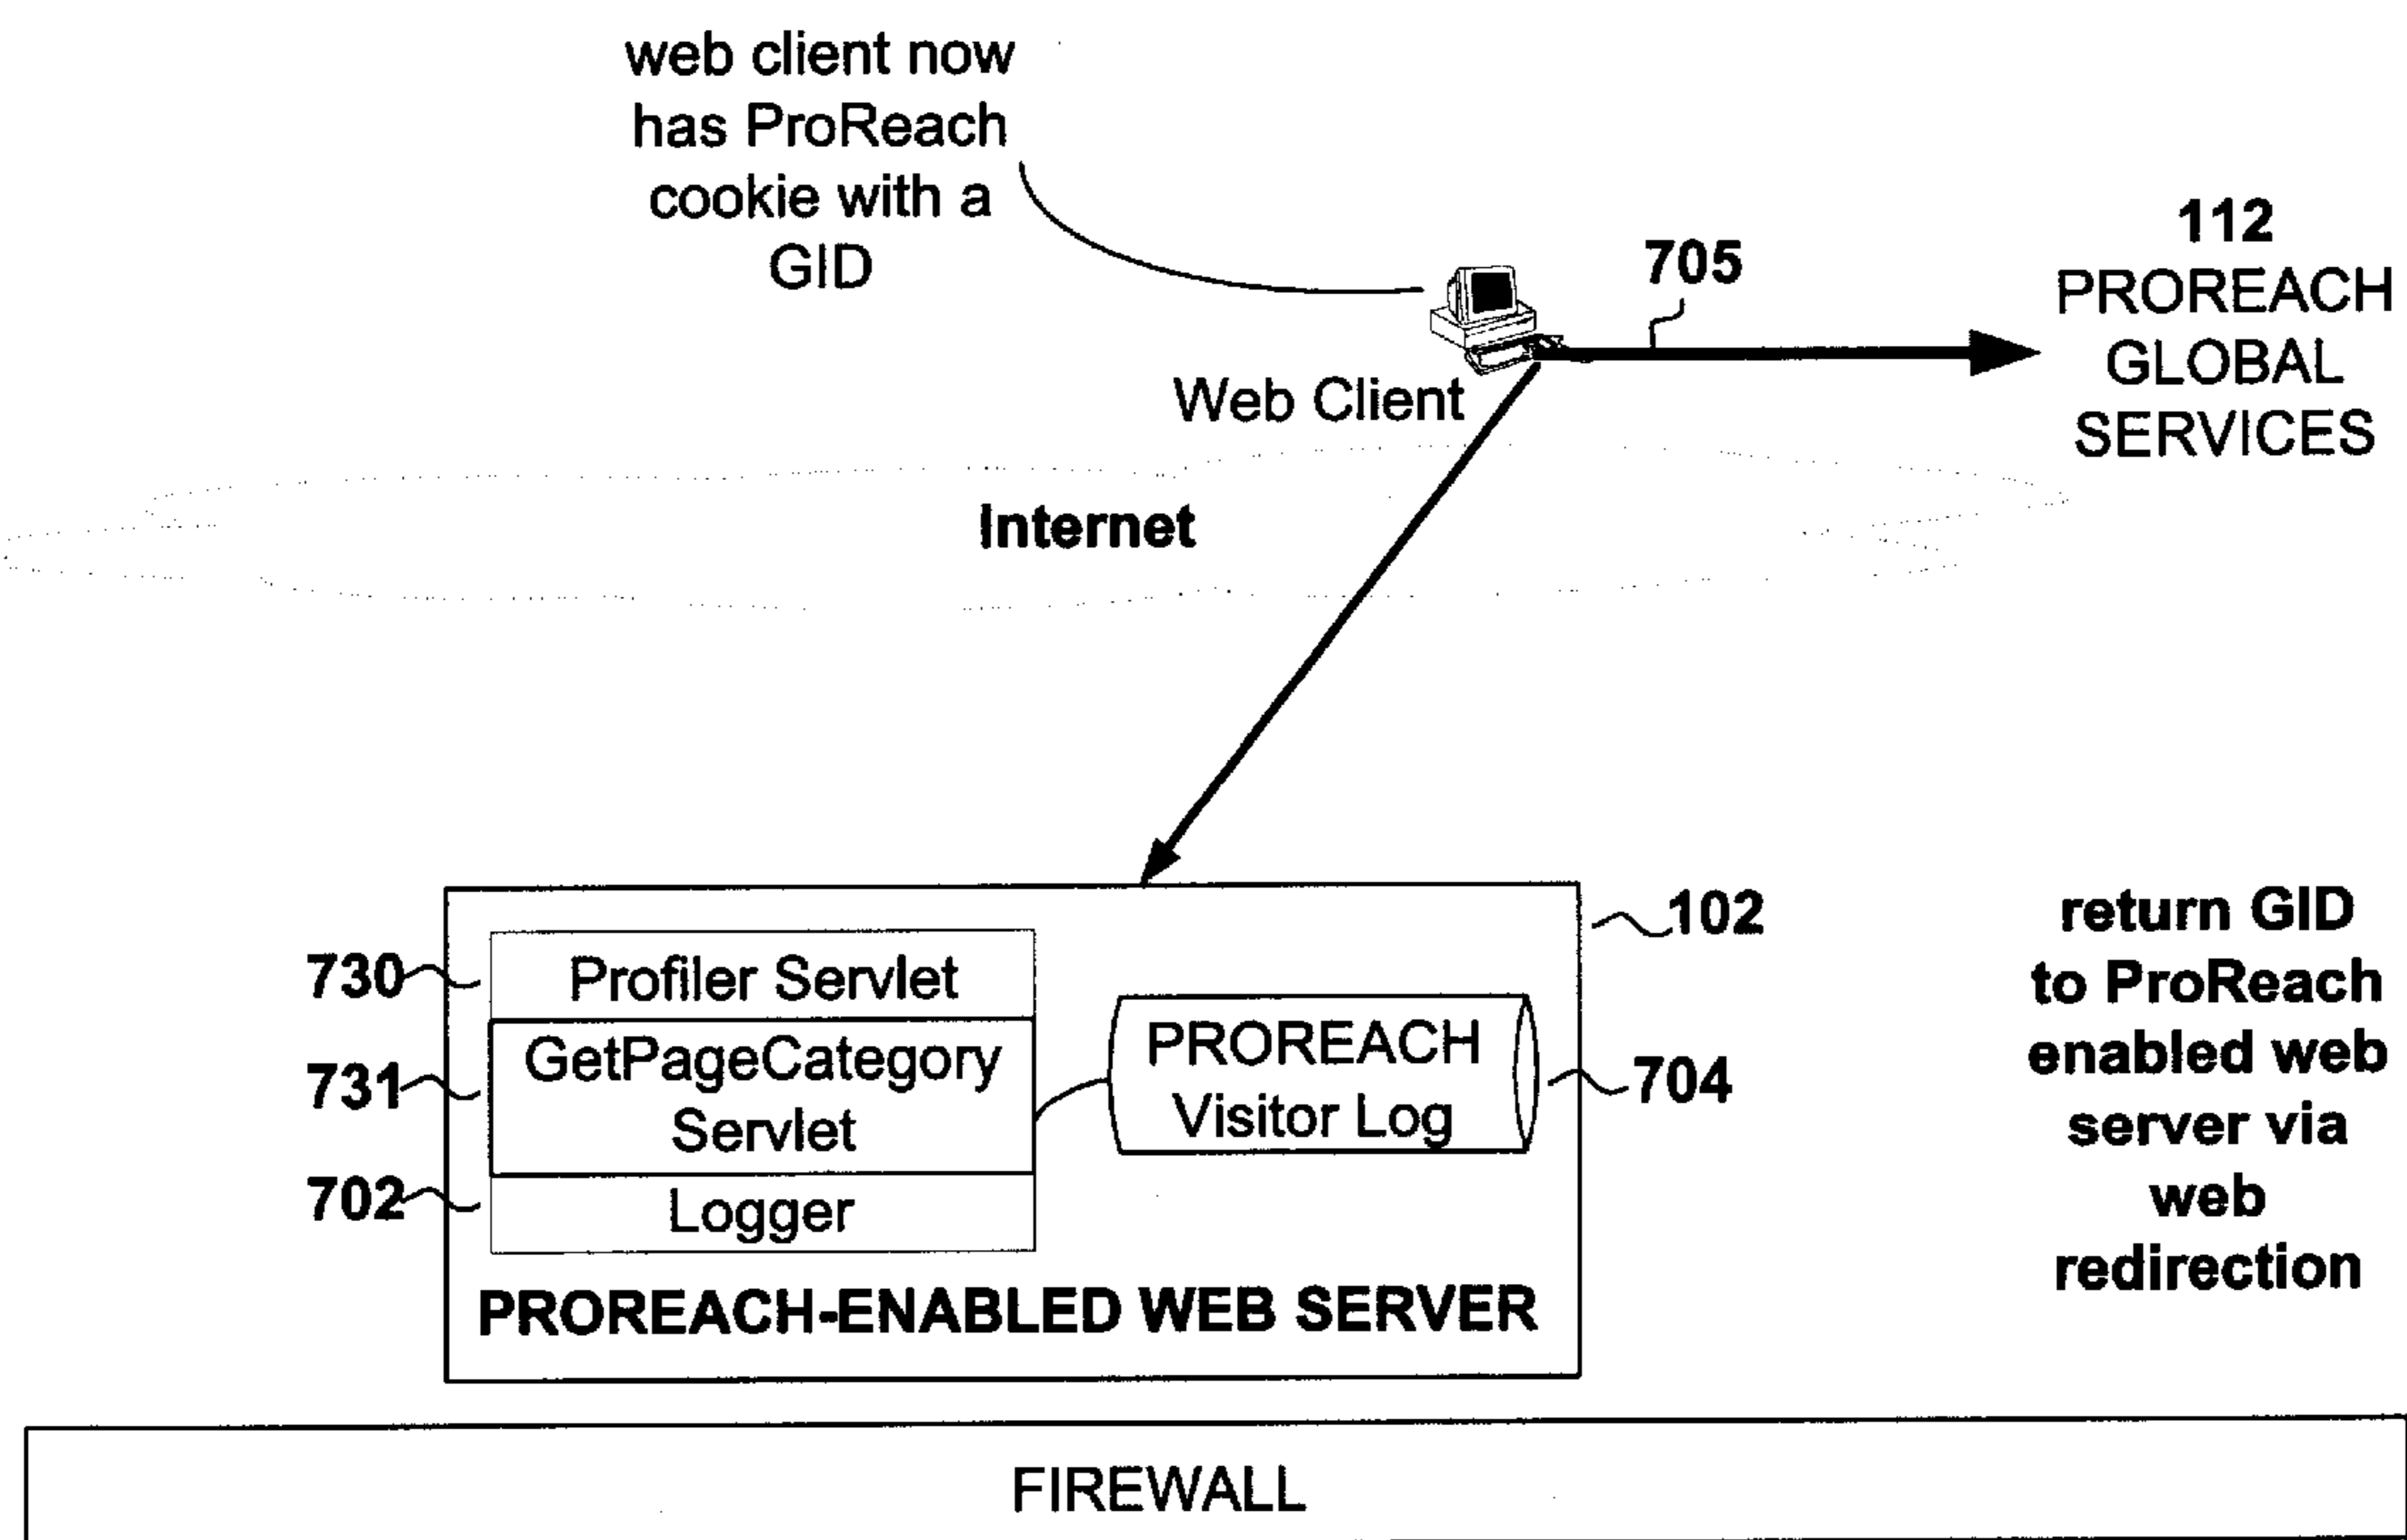 web client now
has ProReach
cookie with a
GID
705
112
PROREACH
GLOBAL
SERVICES
Web Client
Internet
102
730
Profiler Servlet
731
GetPageCategory
Servlet
702
Logger
PROREACH
Visitor Log
704
PROREACH-ENABLED WEB SERVER
return GID
to ProReach
enabled web
server via
web
redirection
FIREWALL